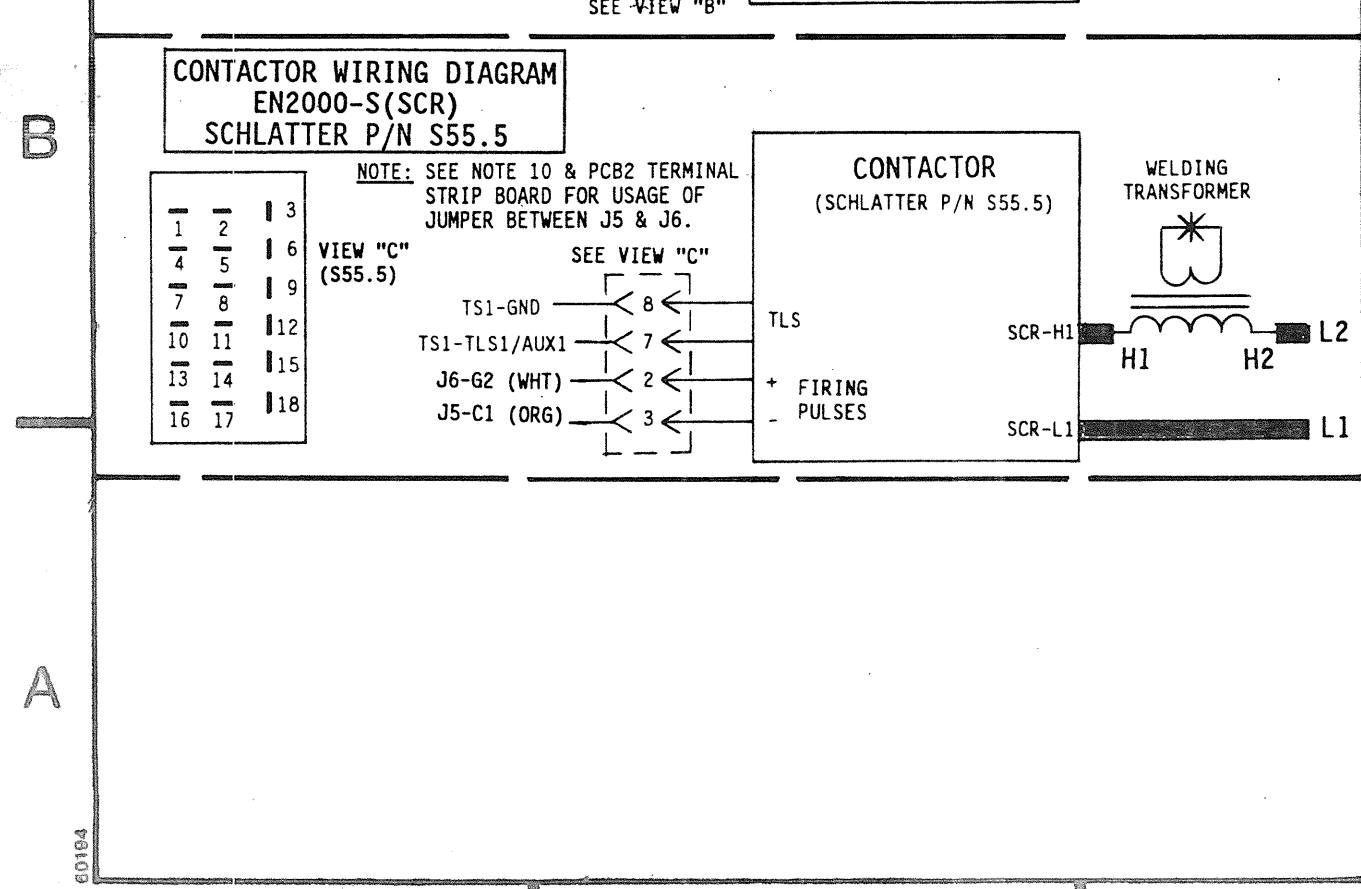 SEE VIEW "B"
CONTACTOR WIRING DIAGRAM
EN2000-S(SCR)
SCHLATTER P/N S55.5
B
NOTE: SEE NOTE 10 & PCB2 TERMINAL
STRIP BOARD FOR USAGE OF
JUMPER BETWEEN J5 & J6.
1 2 3
4 5 6
7 8 9
10 11 12
13 14 15
16 17 18
VIEW "C"
(S55.5)
SEE VIEW "C"
TS1-GND 8
TS1-TLS1/AUX1 7
J6-G2 (WHT) 2
J5-C1 (ORG) 3
CONTACTOR
(SCHLATTER P/N S55.5)
TLS
+ FIRING
- PULSES
SCR-H1
SCR-L1
WELDING
TRANSFORMER
H1 H2
L2
L1
A
60194